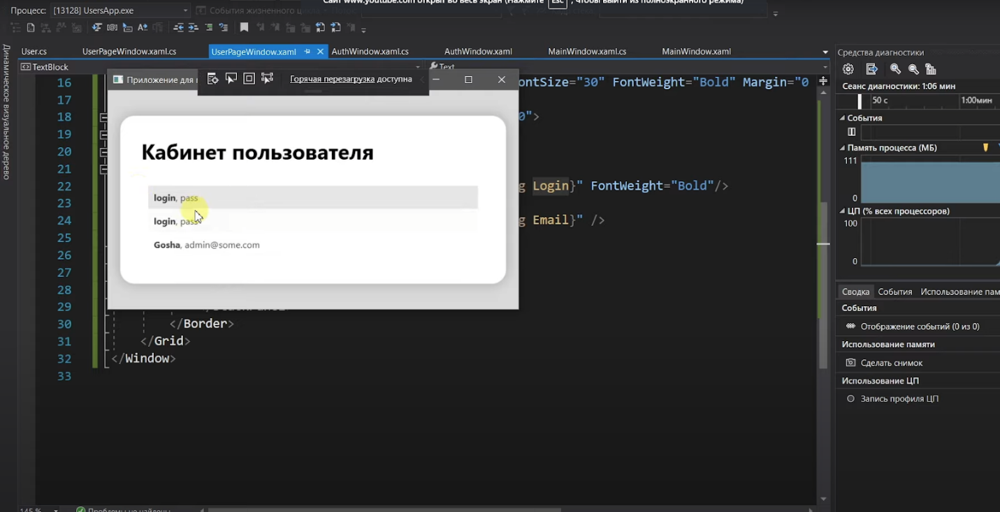 Сайт www.youtube.com открыт во весь экран (Нажмите Esc , чтобы выйти из полноэкранного режима)
Процесс: [13128] UsersApp.exe События жизненного цикла
Динамическое визуальное дерево
User.cs UserPageWindow.xaml.cs UserPageWindow.xaml AuthWindow.xaml.cs AuthWindow.xaml MainWindow.xaml.cs MainWindow.xaml
TextBlock Text
Приложение для
Горячая перезагрузка доступна
Кабинет пользователя
login, pass
login, pass
Gosha, admin@some.com
16 ontSize="30" FontWeight="Bold" Margin="0
17
18 0">
19
20
21
22 g Login}" FontWeight="Bold"/>
23
24 g Email}" />
25
26
27
28
29
30 </Border>
31 </Grid>
32 </Window>
33
145 % Проблемы не найдены
Средства диагностики
Сеанс диагностики: 1:06 мин
50 с 1:00мин
События
Память процесса (МБ)
111
0
ЦП (% всех процессоров)
100
0
Сводка События Использование пам
События
Отображение событий (0 из 0)
Использование памяти
Сделать снимок
Использование ЦП
Запись профиля ЦП